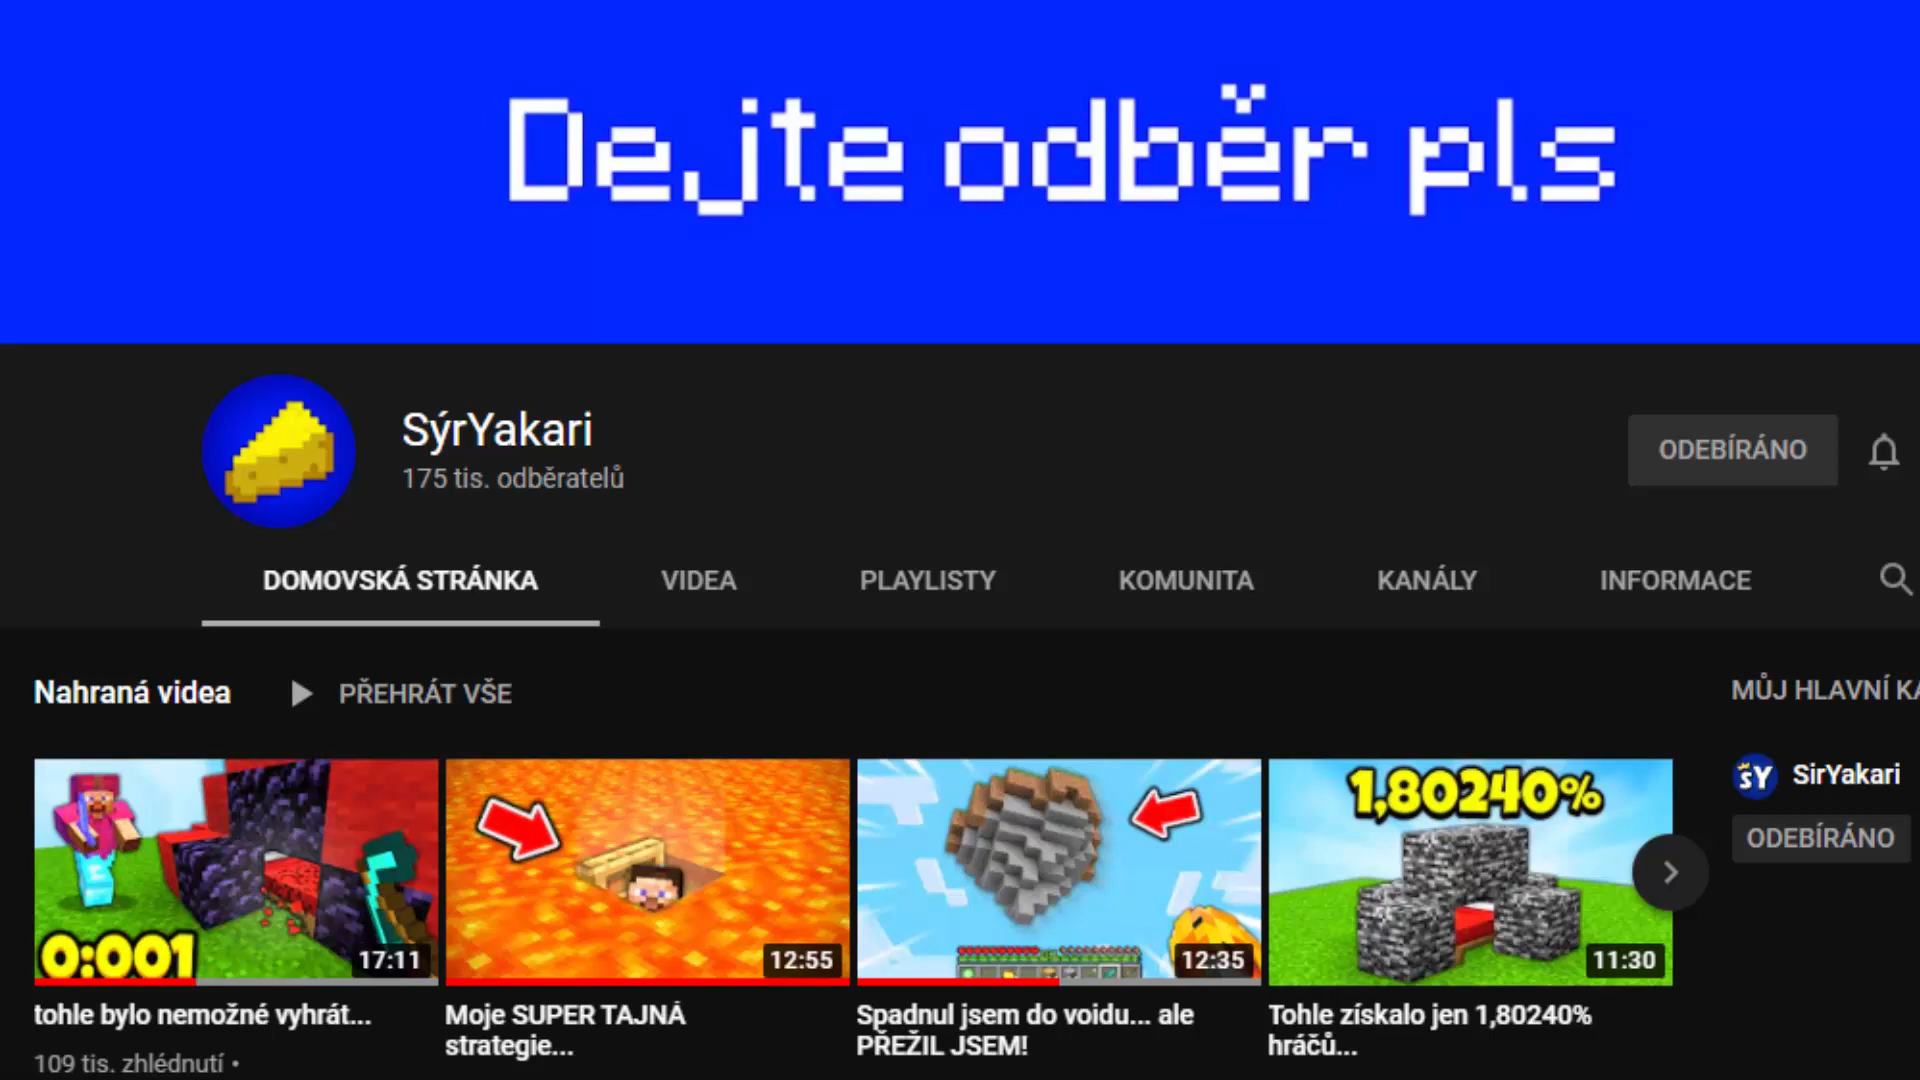 Dejte odběr pls
SýrYakari
175 tis. odběratelů
ODEBÍRÁNO
DOMOVSKÁ STRÁNKA
VIDEA
PLAYLISTY
KOMUNITA
KANÁLY
INFORMACE
Nahraná videa
PŘEHRÁT VŠE
MŮJ HLAVNÍ
SY
SirYakari
ODEBÍRÁNO
0:001
17:11
12:55
12:35
1,80240%
11:30
tohle bylo nemožné vyhrát...
109 tis. zhlédnutí •
Moje SUPER TAJNÁ
strategie...
Spadnul jsem do voidu... ale
PŘEŽIL JSEM!
Tohle získalo jen 1,80240%
hráčů...